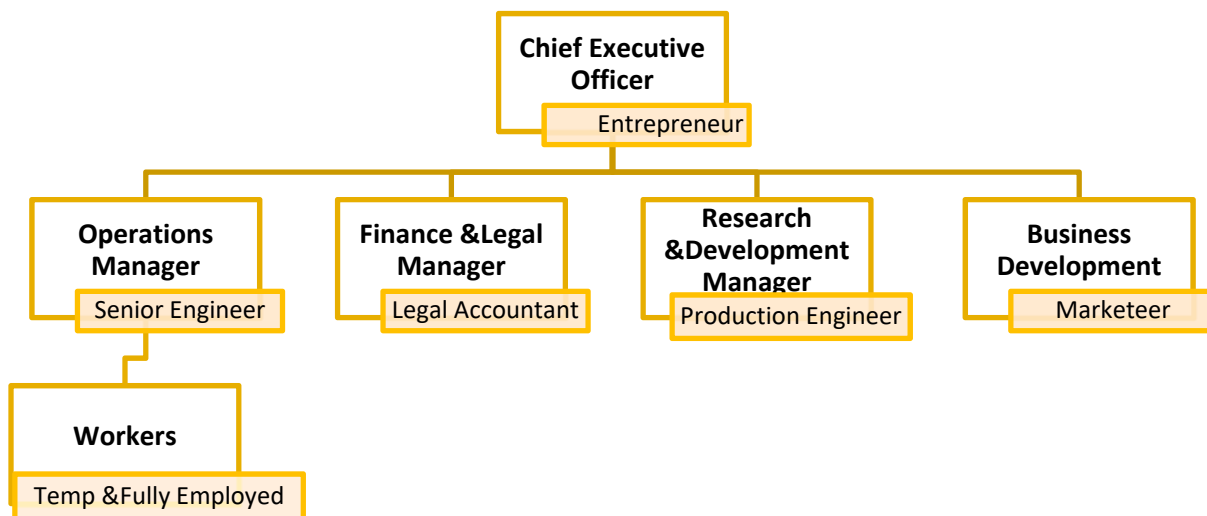 Chief Executive
Officer
Entrepreneur
Operations
Manager
Senior Engineer
Finance &Legal
Manager
Legal Accountant
Research
&Development
Manager
Production Engineer
Business
Development
Marketeer
Workers
Temp &Fully Employed